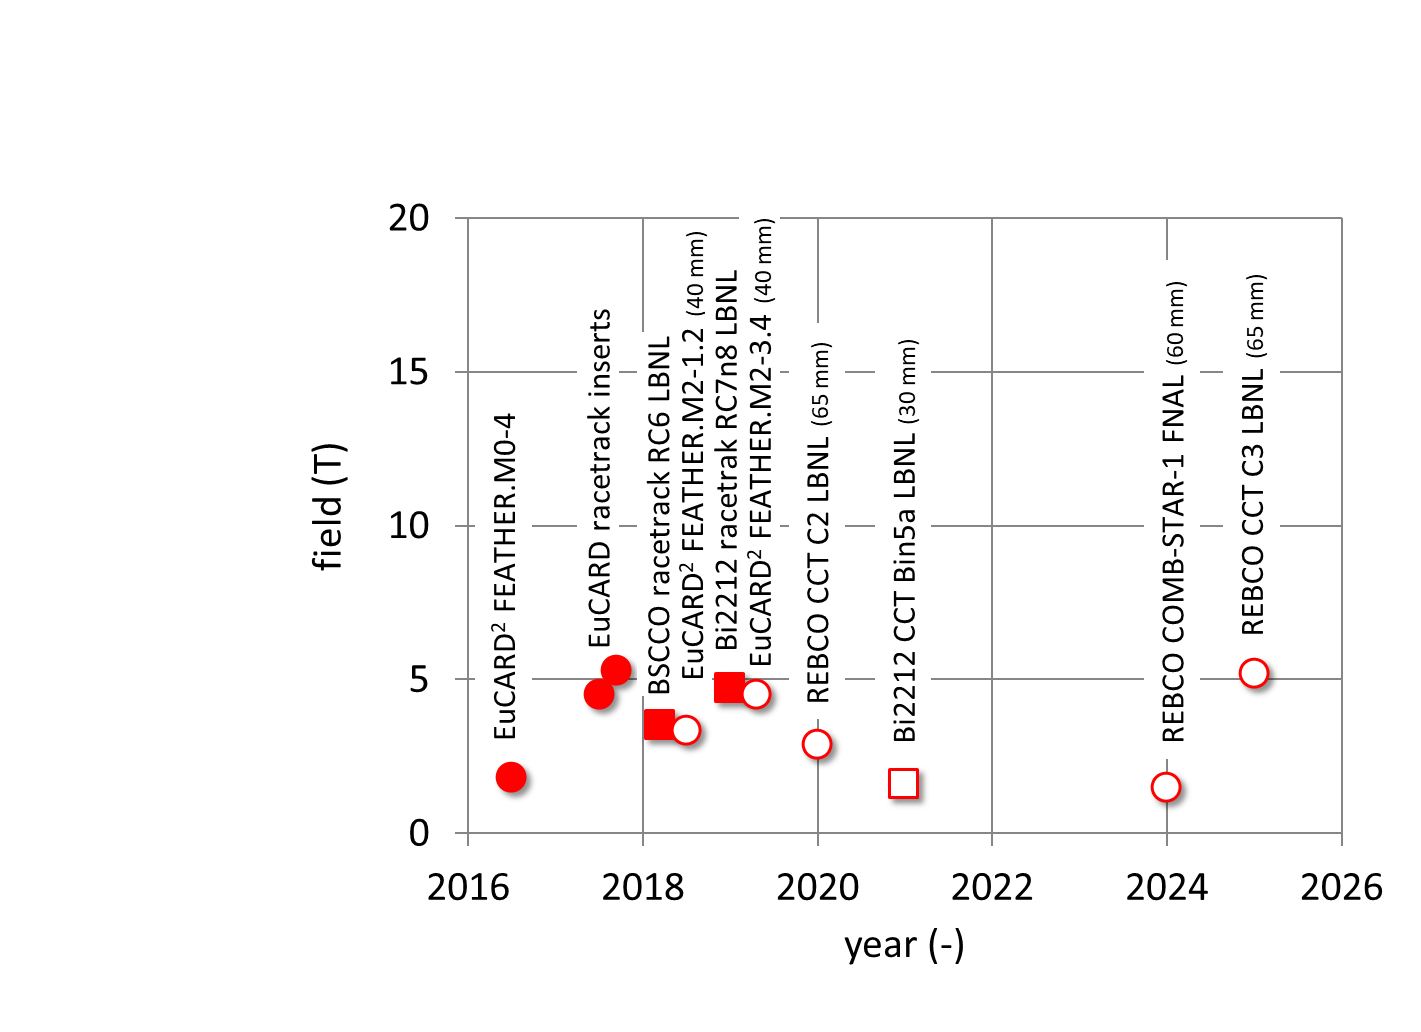 20
15
10
5
0
field (T)
EuCARD² FEATHER.M0-4
EuCARD racetrack inserts
BSCCO racetrack RC6 LBNL
EuCARD² FEATHER.M2-1.2 (40 mm)
Bi2212 racetrak RC7n8 LBNL
EuCARD² FEATHER.M2-3.4 (40 mm)
REBCO CCT C2 LBNL (65 mm)
Bi2212 CCT Bin5a LBNL (30 mm)
REBCO COMB-STAR-1 FNAL (60 mm)
REBCO CCT C3 LBNL (65 mm)
2016 2018 2020 2022 2024 2026
year (-)